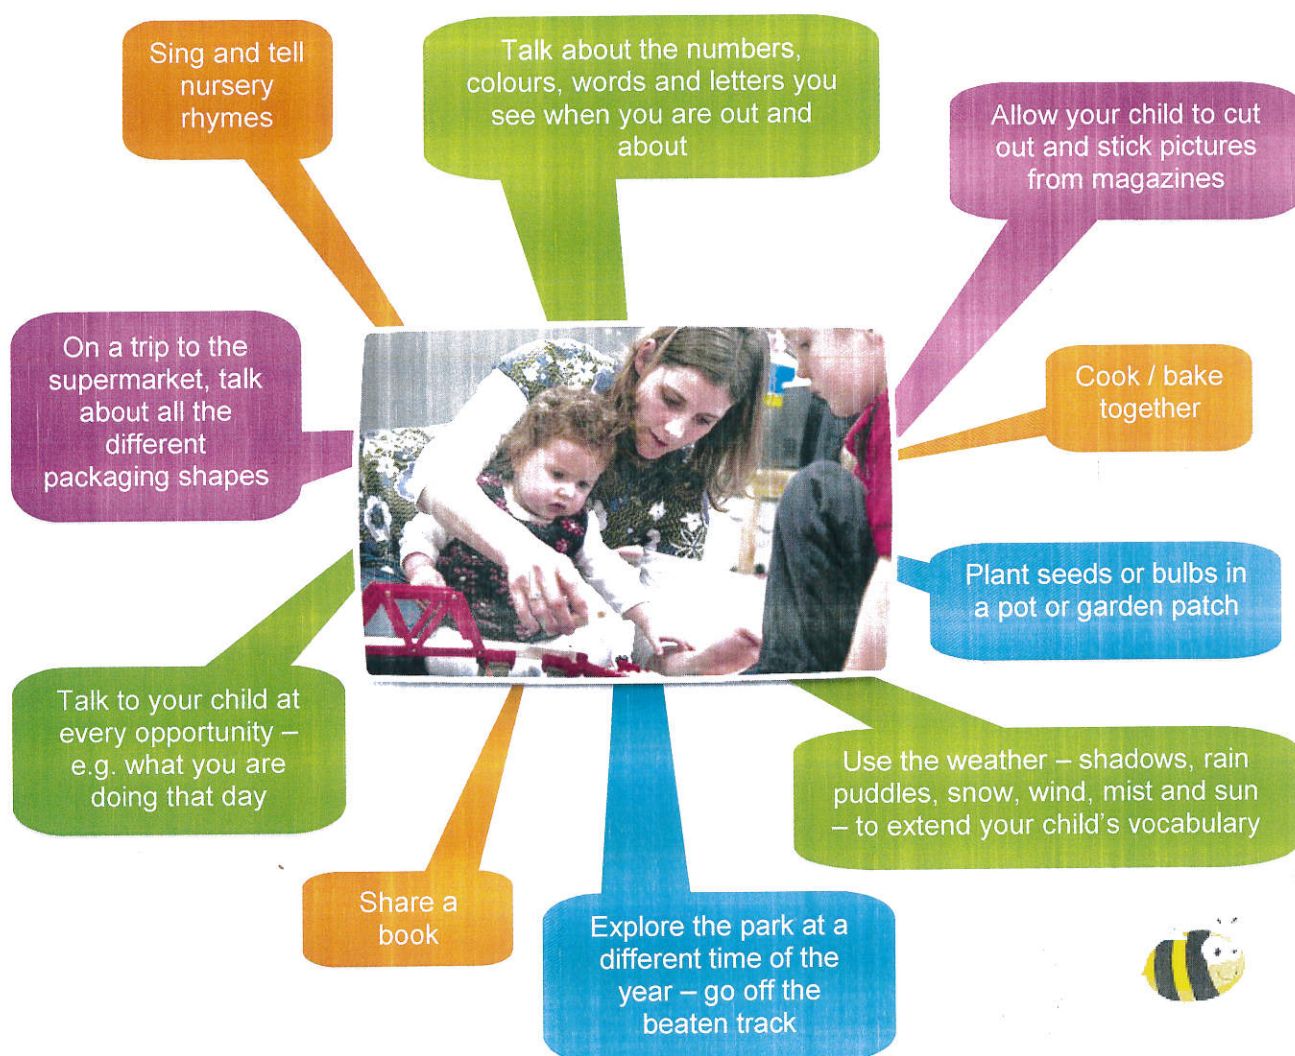 Sing and tell
nursery
rhymes
Talk about the numbers,
colours, words and letters you
see when you are out and
about
Allow your child to cut
out and stick pictures
from magazines
On a trip to the
supermarket, talk
about all the
different
packaging shapes
Cook / bake
together
Plant seeds or bulbs in
a pot or garden patch
Talk to your child at
every opportunity –
e.g. what you are
doing that day
Use the weather – shadows, rain
puddles, snow, wind, mist and sun
– to extend your child's vocabulary
Share a
book
Explore the park at a
different time of the
year – go off the
beaten track